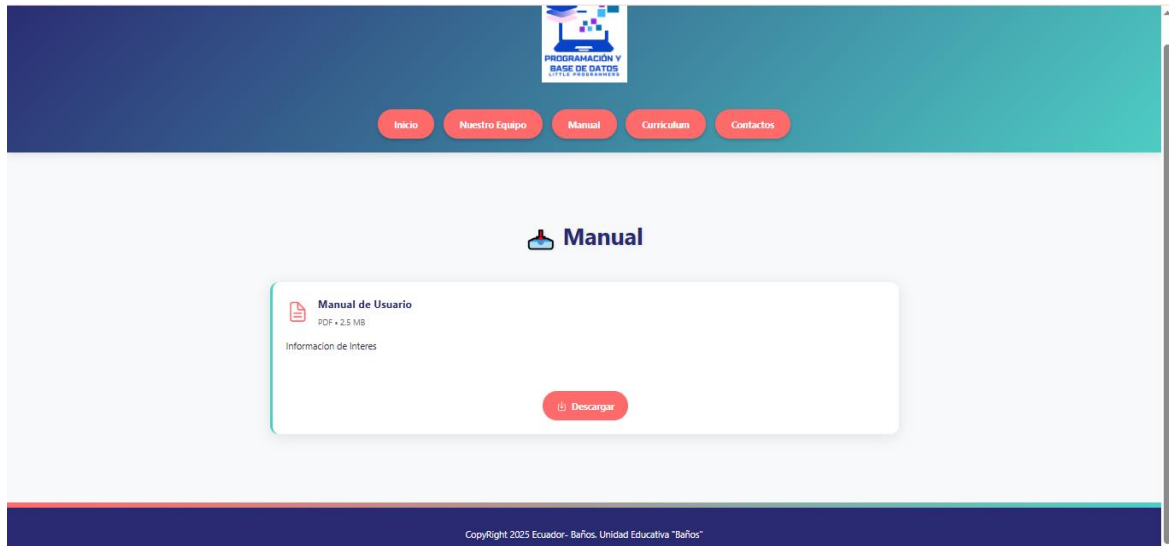 PROGRAMACIÓN Y
BASE DE DATOS
LITTLE PROGRAMMERS
Inicio
Nuestro Equipo
Manual
Curriculum
Contactos
Manual
Manual de Usuario
PDF • 2.5 MB
Informacion de Interes
Descargar
CopyRight 2025 Ecuador- Baños. Unidad Educativa "Baños"